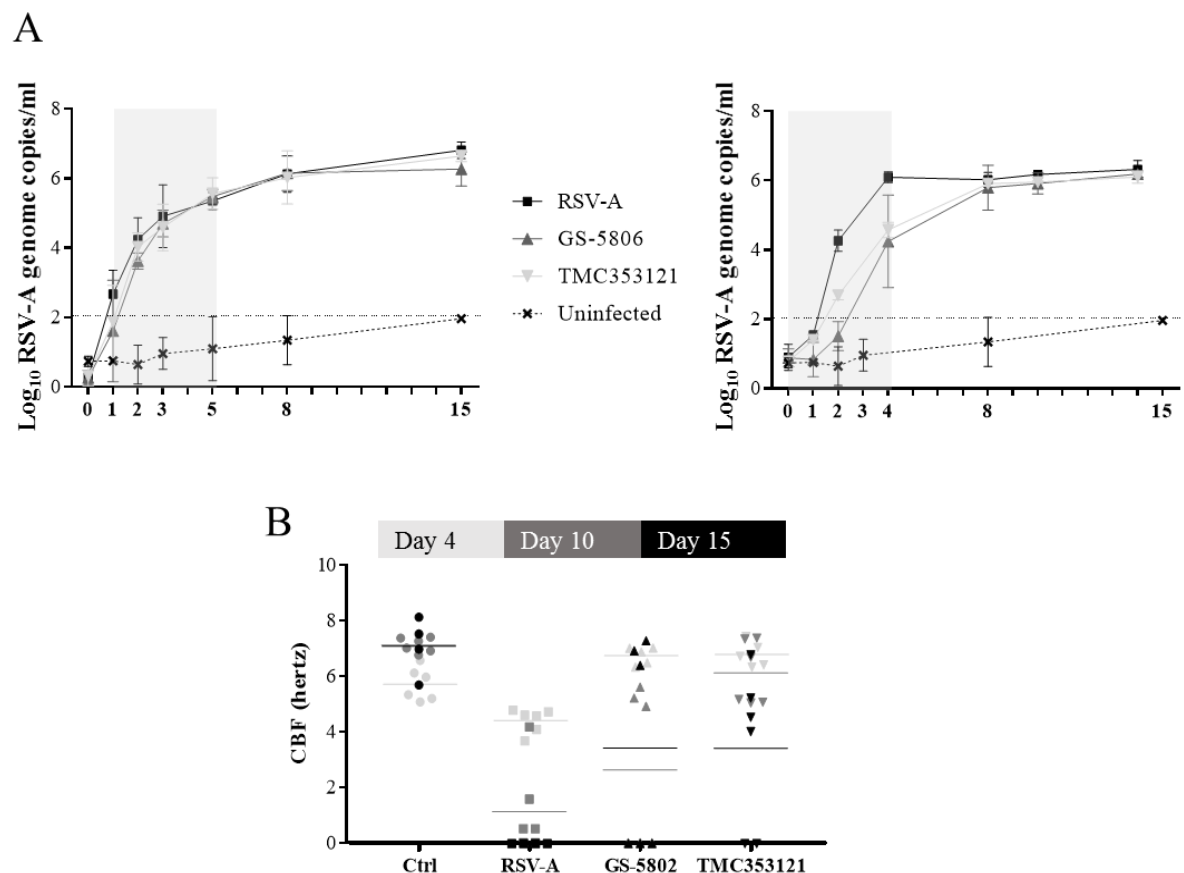 A
Log10 RSV-A genome copies/ml
8
6
4
2
0
0 1 2 3 5 8 15
RSV-A
GS-5806
TMC353121
Uninfected
Log10 RSV-A genome copies/ml
8
6
4
2
0
0 1 2 3 4 8 15
B
Day 4 Day 10 Day 15
CBF (hertz)
10
8
6
4
2
0
Ctrl RSV-A GS-5802 TMC353121